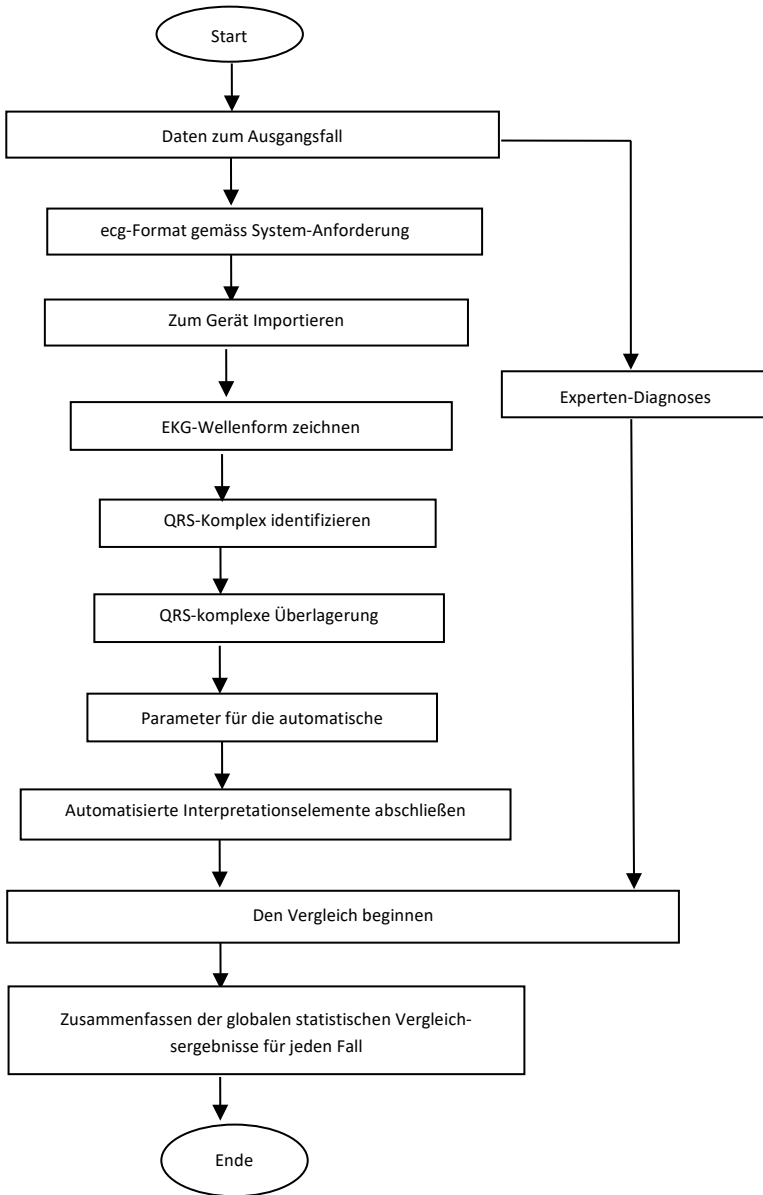 Start
Daten zum Ausgangsfall
ecg-Format gemäss System-Anforderung
Zum Gerät Importieren
Experten-Diagnoses
EKG-Wellenform zeichnen
QRS-Komplex identifizieren
QRS-komplexe Überlagerung
Parameter für die automatische
Automatisierte Interpretationselemente abschließen
Den Vergleich beginnen
Zusammenfassen der globalen statistischen Vergleich-
sergebnisse für jeden Fall
Ende